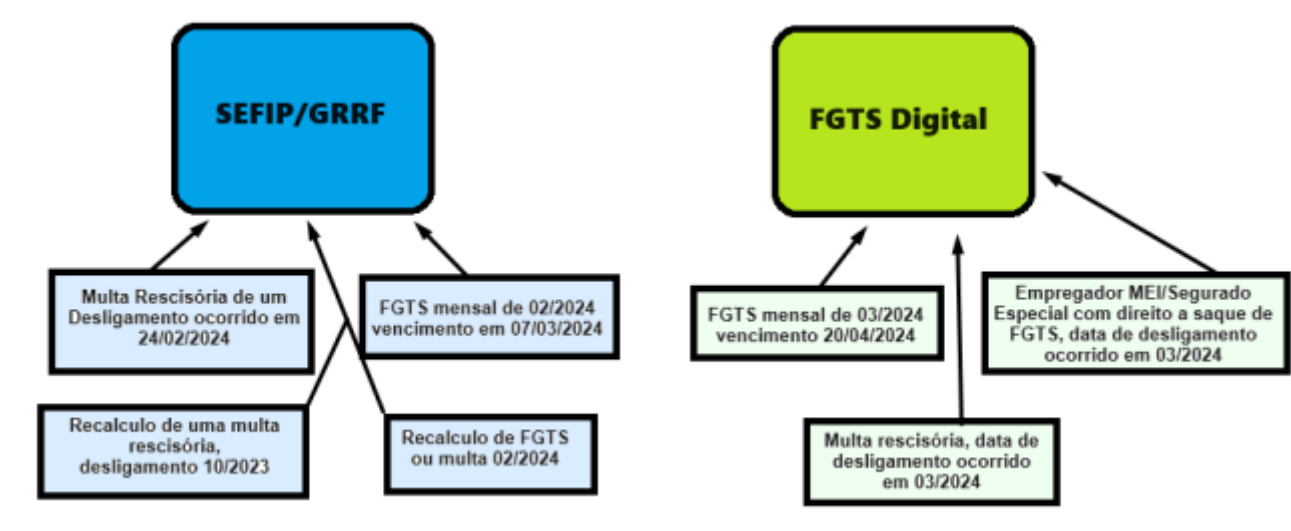 SEFIP/GRRF
Multa Rescisória de um
Desligamento ocorrido em
24/02/2024
FGTS mensal de 02/2024
vencimento em 07/03/2024
Recalculo de uma multa
rescisória,
desligamento 10/2023
Recalculo de FGTS
ou multa 02/2024
FGTS Digital
FGTS mensal de 03/2024
vencimento 20/04/2024
Empregador MEI/Segurado
Especial com direito a saque de
FGTS, data de desligamento
ocorrido em 03/2024
Multa rescisória, data de
desligamento ocorrido
em 03/2024